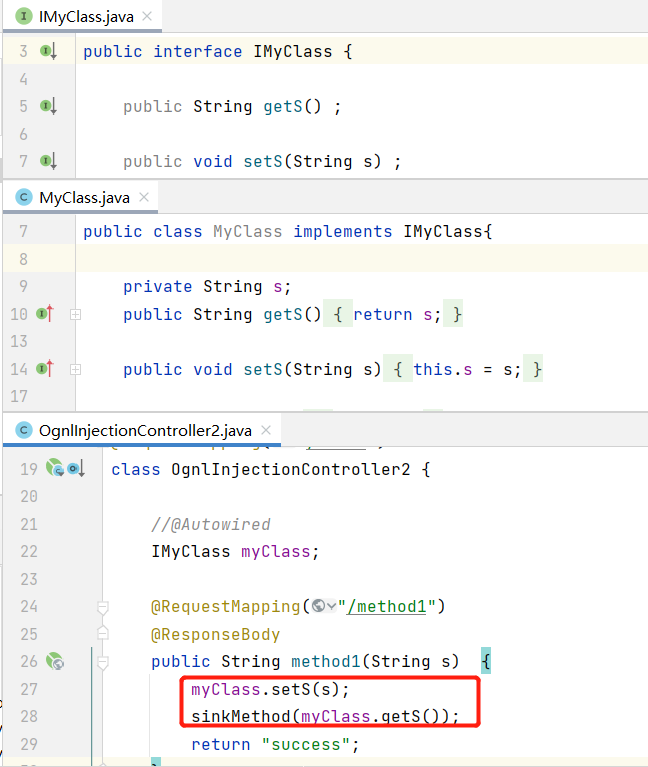 IMyClass.java
3 public interface IMyClass {
4
5 public String getS() ;
6
7 public void setS(String s) ;
MyClass.java
7 public class MyClass implements IMyClass{
8
9 private String s;
10 public String getS() { return s; }
13
14 public void setS(String s) { this.s = s; }
17
OgnlInjectionController2.java
19 class OgnlInjectionController2 {
20
21 //@Autowired
22 IMyClass myClass;
23
24 @RequestMapping("/method1")
25 @ResponseBody
26 public String method1(String s) {
27 myClass.setS(s);
28 sinkMethod(myClass.getS());
29 return "success";